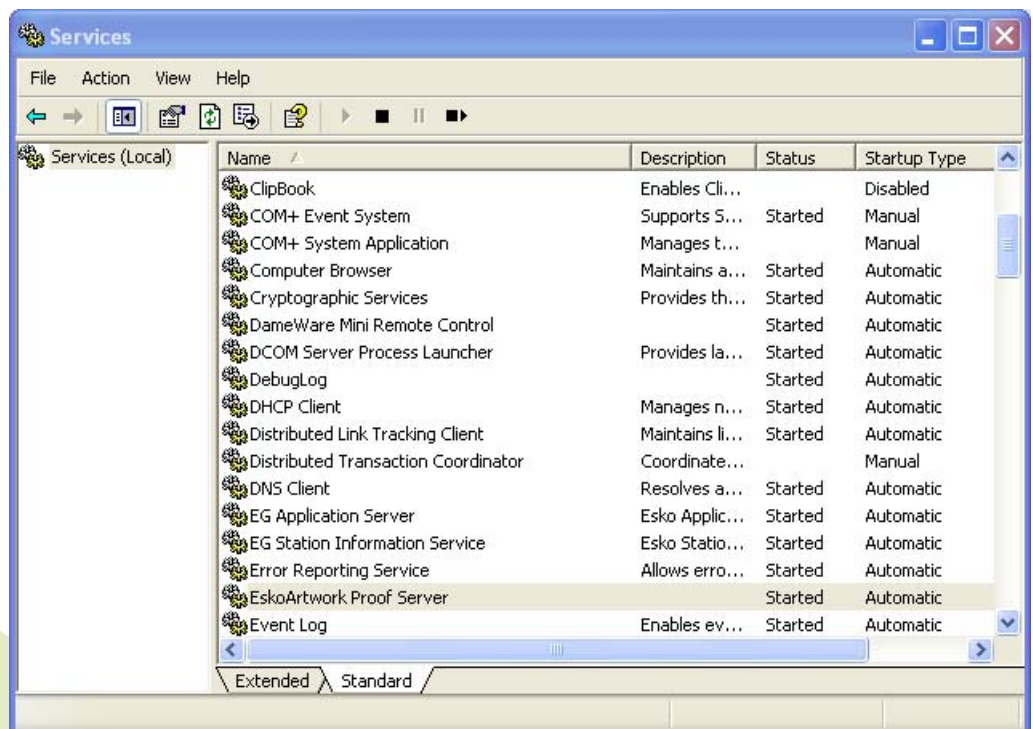 Services
File Action View Help
Services (Local)
Name Description Status Startup Type
ClipBook Enables Cli... Disabled
COM+ Event System Supports S... Started Manual
COM+ System Application Manages t... Manual
Computer Browser Maintains a... Started Automatic
Cryptographic Services Provides th... Started Automatic
DameWare Mini Remote Control Started Automatic
DCOM Server Process Launcher Provides la... Started Automatic
DebugLog Started Automatic
DHCP Client Manages n... Started Automatic
Distributed Link Tracking Client Maintains li... Started Automatic
Distributed Transaction Coordinator Coordinate... Manual
DNS Client Resolves a... Started Automatic
EG Application Server Esko Applic... Started Automatic
EG Station Information Service Esko Statio... Started Automatic
Error Reporting Service Allows erro... Started Automatic
EskoArtwork Proof Server Started Automatic
Event Log Enables ev... Started Automatic
Extended Standard